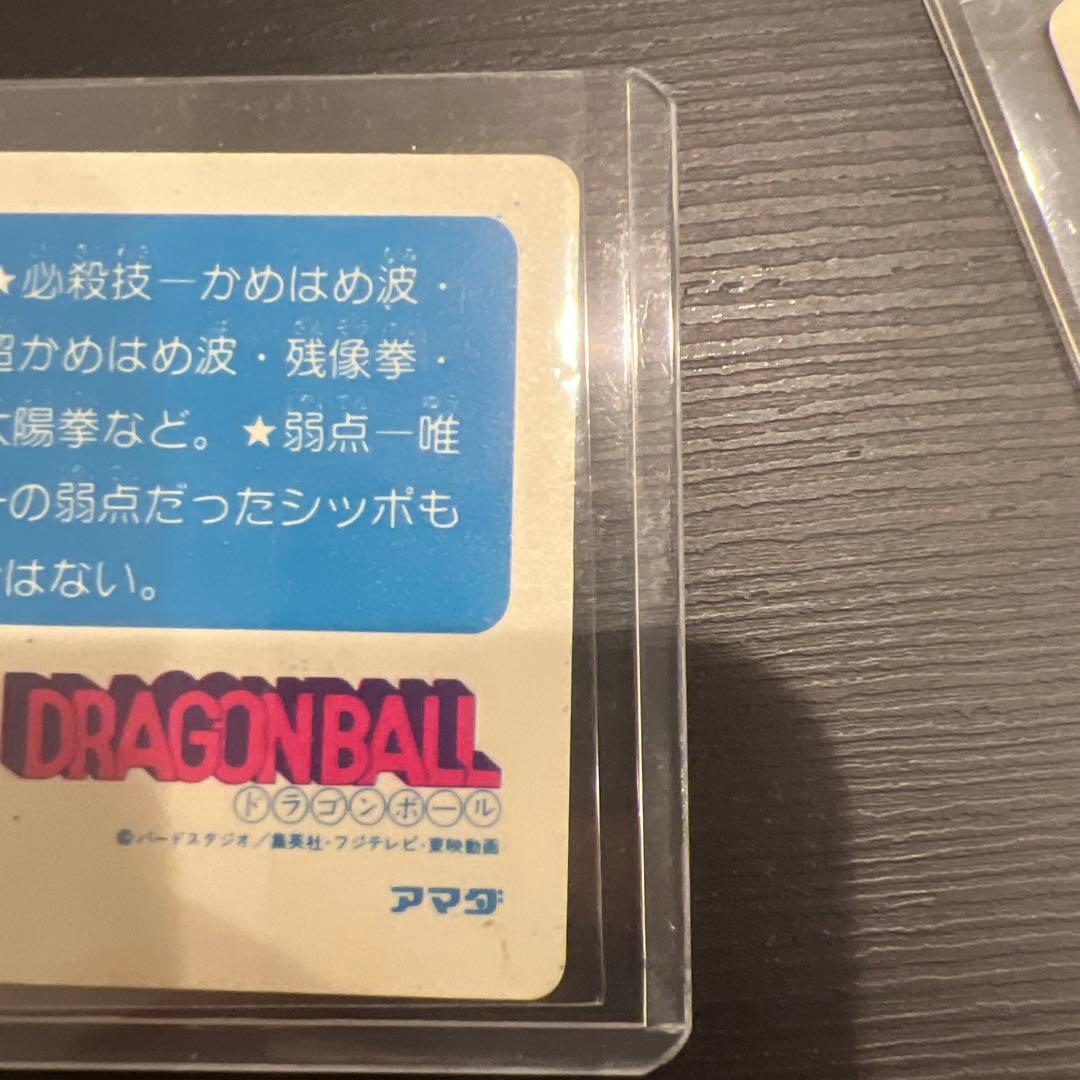 ★必殺技—かめはめ波・
超かめはめ波・残像拳・
太陽拳など。★弱点—唯
一の弱点だったシッポも
はない。
DRAGON BALL
ドラゴンボール
©バードスタジオ／集英社・フジテレビ・東映動画
アマダ